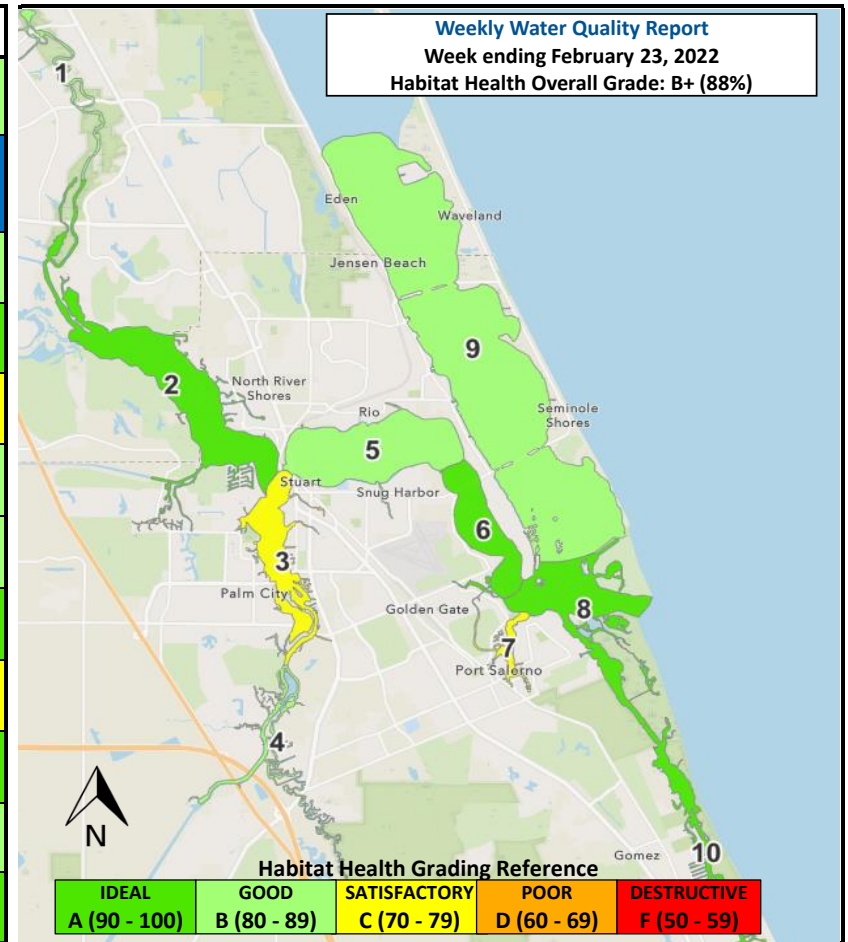 Weekly Water Quality Report
Week ending February 23, 2022
Habitat Health Overall Grade: B+ (88%)
1
Eden
Waveland
Jensen Beach
9
2
North River
Shores
Rio
Seminole
Shores
5
Stuart
Snug Harbor
6
3
Palm City
Golden Gate
8
7
Port Salerno
4
N
Gomez
10
Habitat Health Grading Reference
IDEAL GOOD SATISFACTORY POOR DESTRUCTIVE
A (90 - 100) B (80 - 89) C (70 - 79) D (60 - 69) F (50 - 59)